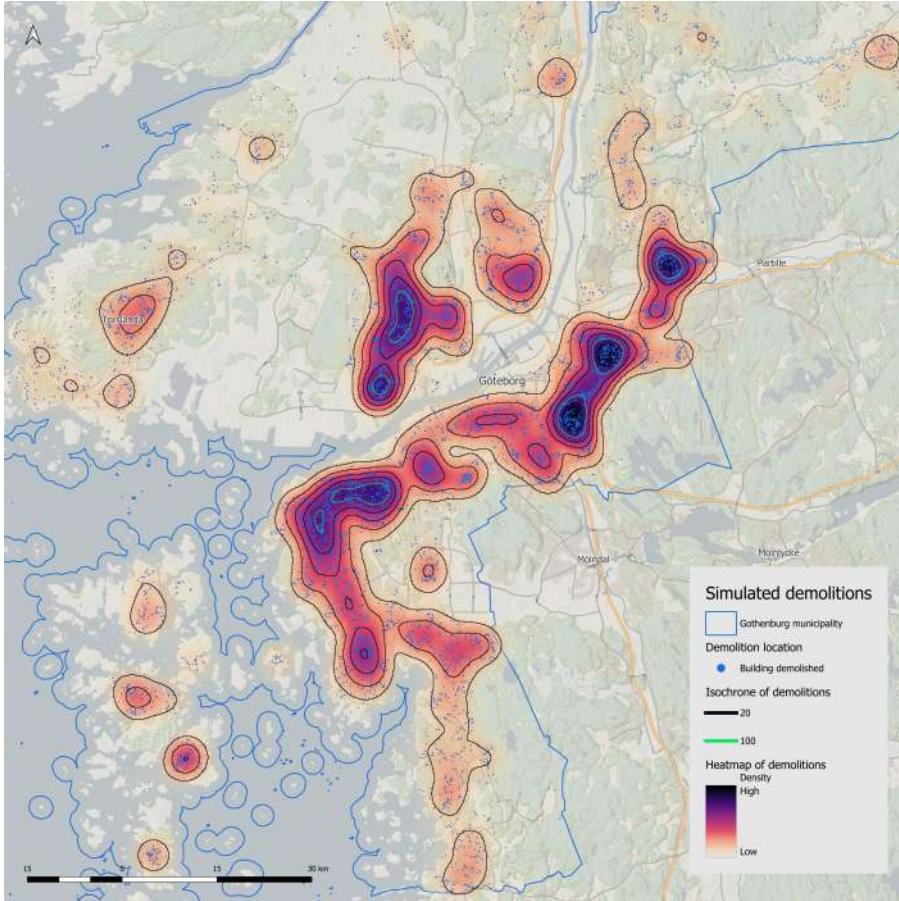 Partille
Torslanda
Göteborg
Mölndal
Mölnlycke
Simulated demolitions
Gothenburg municipality
Demolition location
Building demolished
Isochrone of demolitions
20
100
Heatmap of demolitions
Density
High
Low
15 0 15 30 km